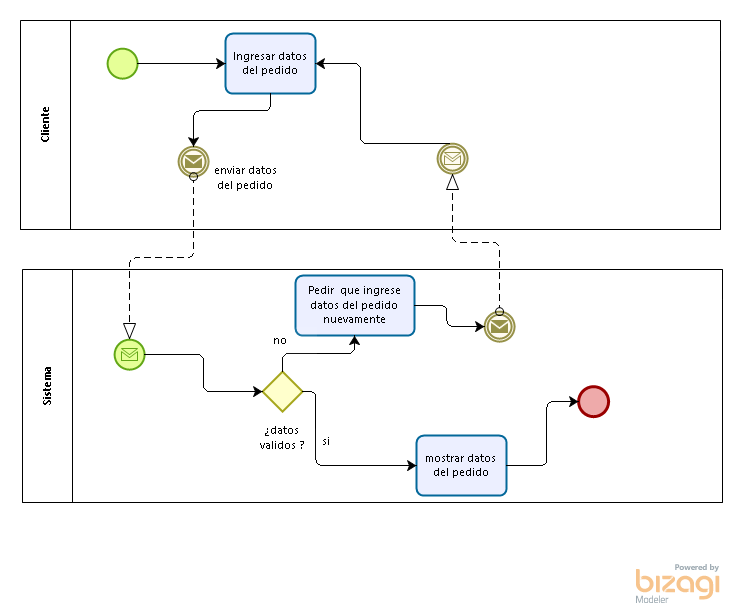 Cliente
Ingresar datos
del pedido
enviar datos
del pedido
Sistema
Pedir que ingrese
datos del pedido
nuevamente
no
¿datos
validos ?
si
mostrar datos
del pedido
Powered by
bizagi
Modeler